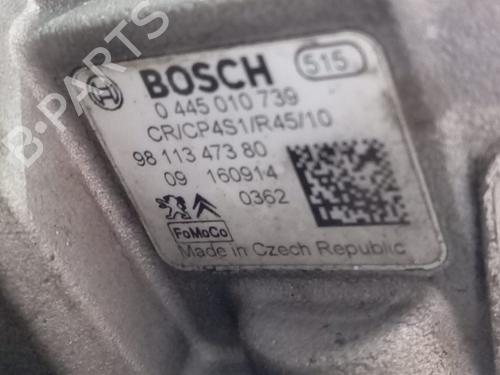 B-PARTS
BOSCH 515
0 445 010 739
CR/CP4S1/R45/10
98 113 473 80
09 160914
0362
FoMoCo
Made in Czech Republic